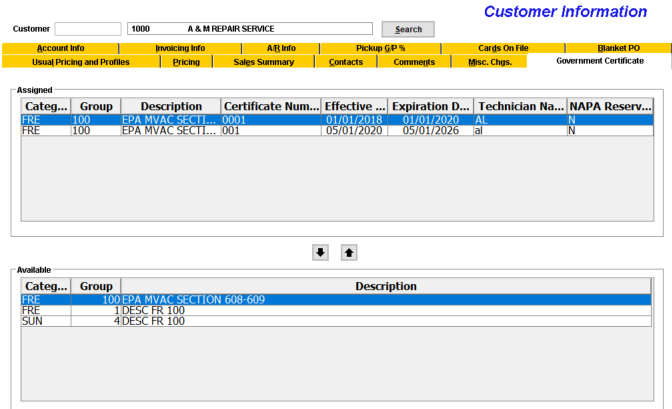 Customer Information
Customer 1000 A & M REPAIR SERVICE Search
Account Info Invoicing Info A/R Info Pickup G/P % Cards On File Blanket PO
Usual Pricing and Profiles Pricing Sales Summary Contacts Comments Misc. Chgs. Government Certificate
Assigned
Categ... Group Description Certificate Num... Effective ... Expiration D... Technician Na... NAPA Reserv...
FRE 100 EPA MVAC SECTI... 0001 01/01/2018 01/01/2020 AL N
FRE 100 EPA MVAC SECTI... 001 05/01/2020 05/01/2026 al N
Available
Categ... Group Description
FRE 100 EPA MVAC SECTION 608-609
FRE 1 DESC FR 100
SUN 4 DESC FR 100